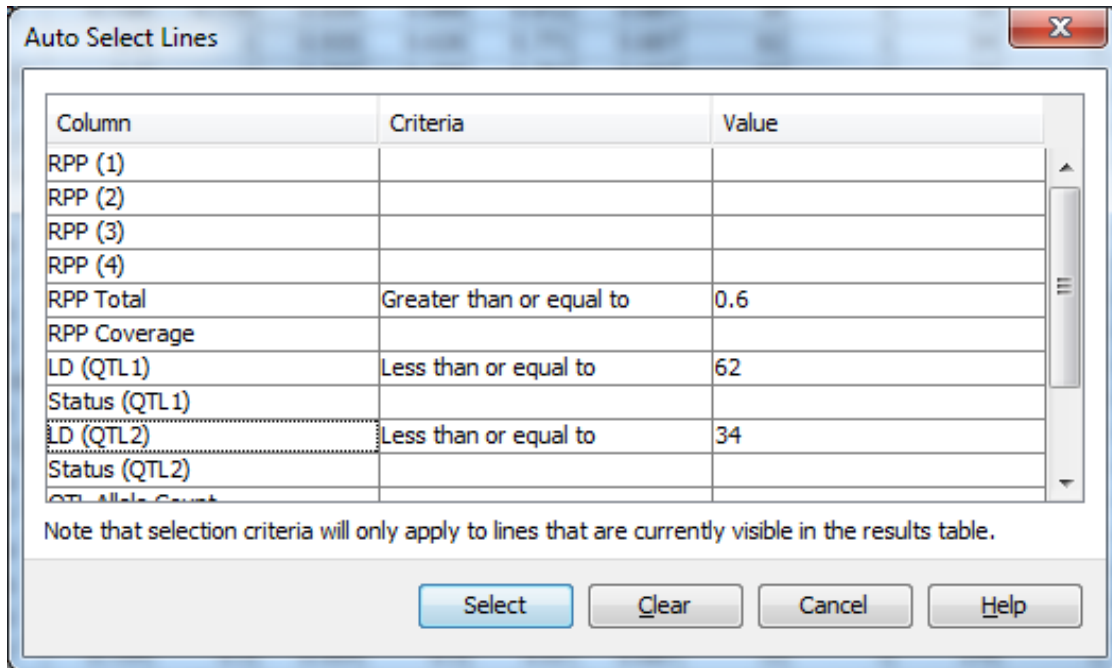 Auto Select Lines
Column Criteria Value
RPP (1)
RPP (2)
RPP (3)
RPP (4)
RPP Total Greater than or equal to 0.6
RPP Coverage
LD (QTL1) Less than or equal to 62
Status (QTL1)
LD (QTL2) Less than or equal to 34
Status (QTL2)
QTL Allele Count
Note that selection criteria will only apply to lines that are currently visible in the results table.
Select Clear Cancel Help